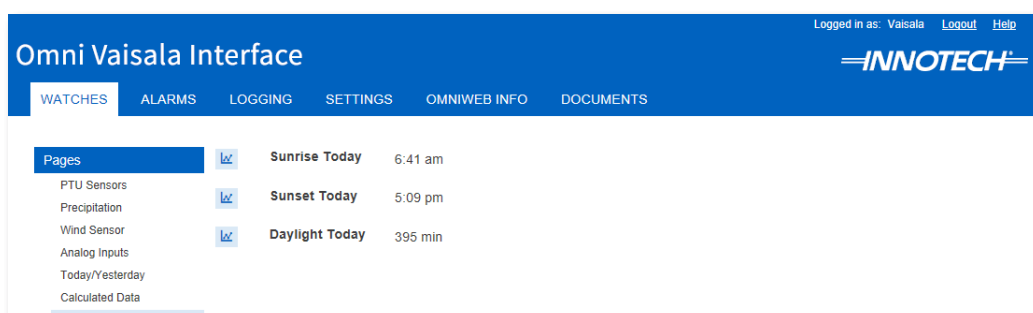 Logged in as: Vaisala Logout Help
Omni Vaisala Interface
INNOTECH
WATCHES ALARMS LOGGING SETTINGS OMNIWEB INFO DOCUMENTS
Pages
PTU Sensors
Precipitation
Wind Sensor
Analog Inputs
Today/Yesterday
Calculated Data
Sunrise Today 6:41 am
Sunset Today 5:09 pm
Daylight Today 395 min